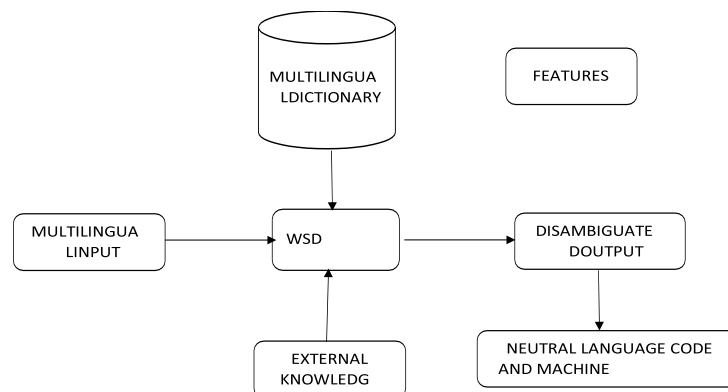 MULTILINGUA
LDICTIONARY
FEATURES
MULTILINGUA
LINPUT
WSD
DISAMBIGUATE
DOUTPUT
EXTERNAL
KNOWLEDG
NEUTRAL LANGUAGE CODE
AND MACHINE